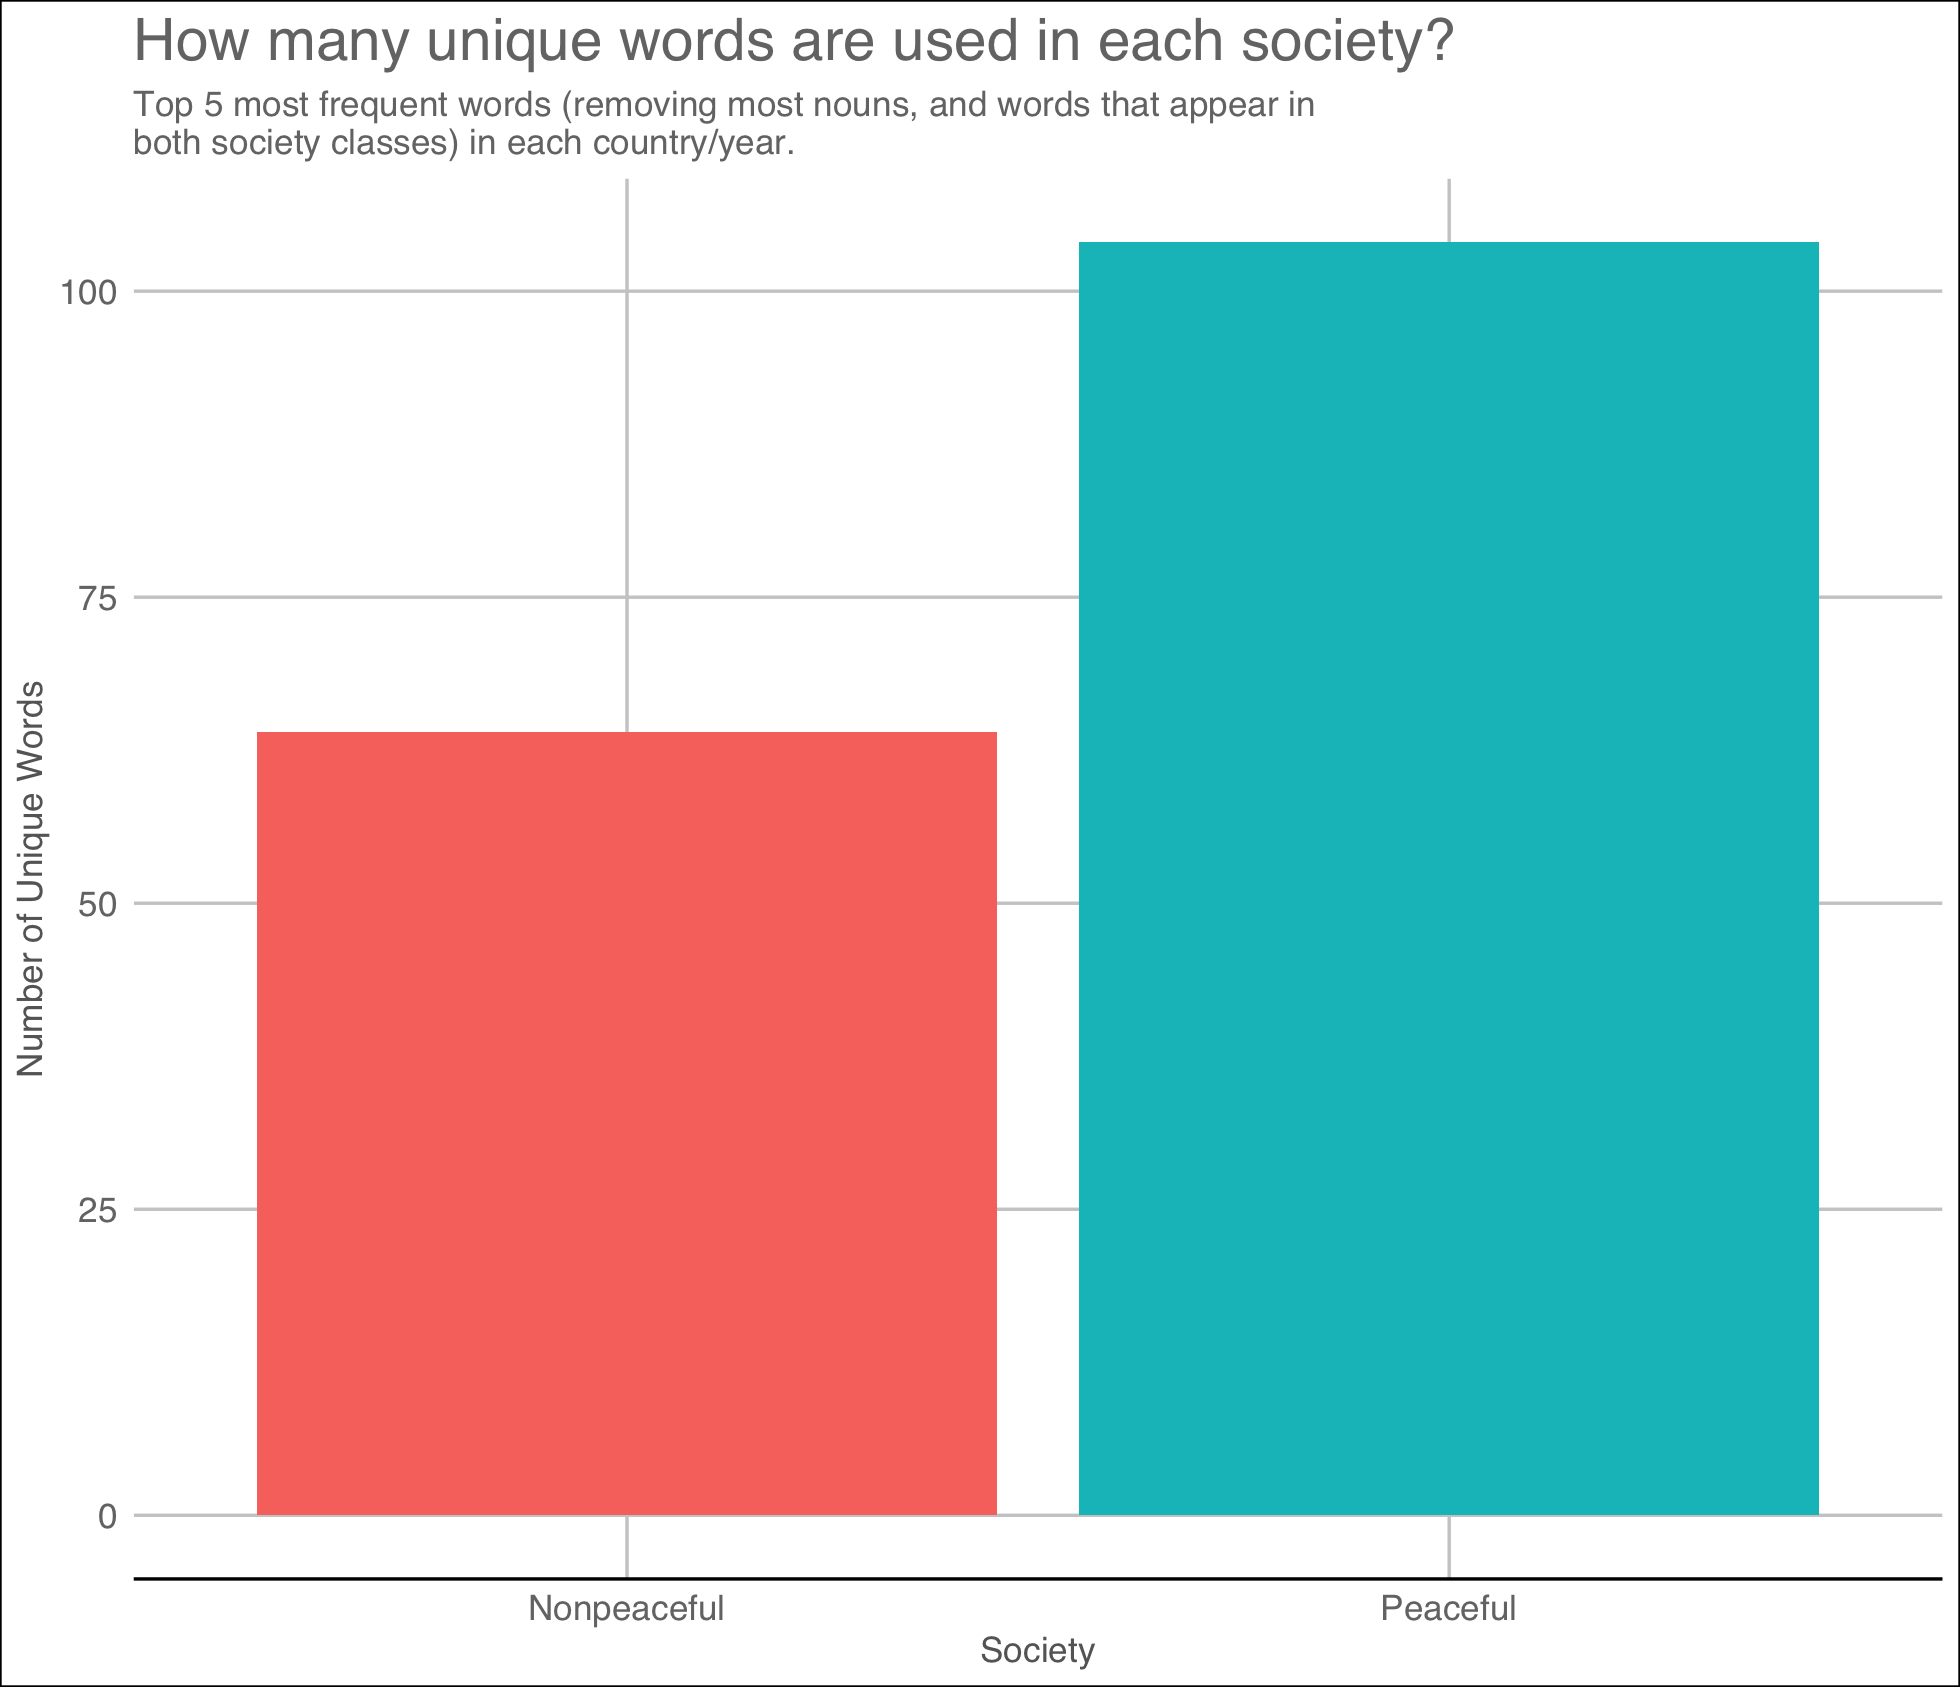 How many unique words are used in each society?
Top 5 most frequent words (removing most nouns, and words that appear in
both society classes) in each country/year.
Number of Unique Words
100
75
50
25
0
Nonpeaceful
Peaceful
Society